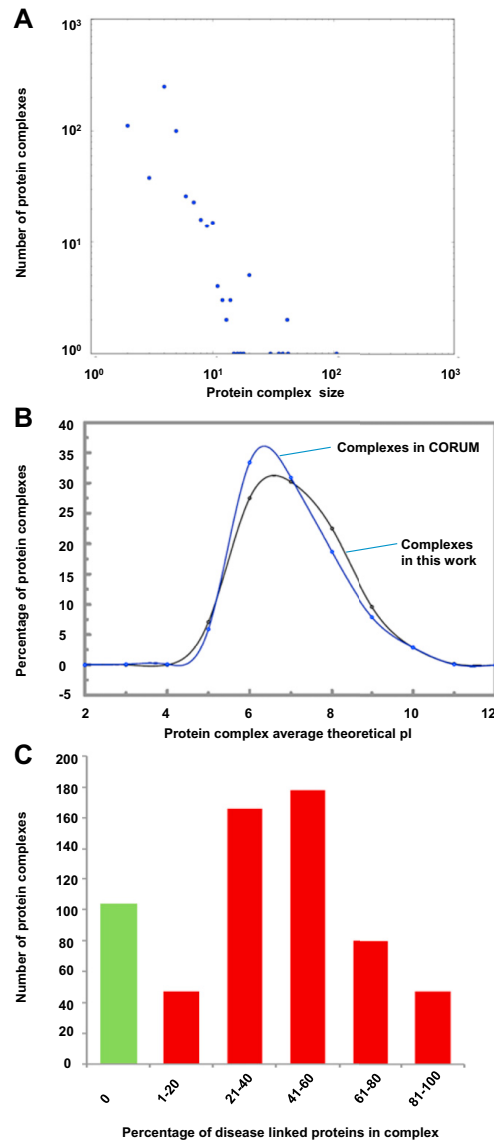 A
Number of protein complexes
10³
10²
10¹
10⁰
10⁰ 10¹ 10² 10³
Protein complex size
B
Percentage of protein complexes
40
35
30
25
20
15
10
5
0
-5
Complexes in CORUM
Complexes
in this work
2 4 6 8 10 12
Protein complex average theoretical pI
C
Number of protein complexes
200
180
160
140
120
100
80
60
40
20
0
0 1-20 21-40 41-60 61-80 81-100
Percentage of disease linked proteins in complex